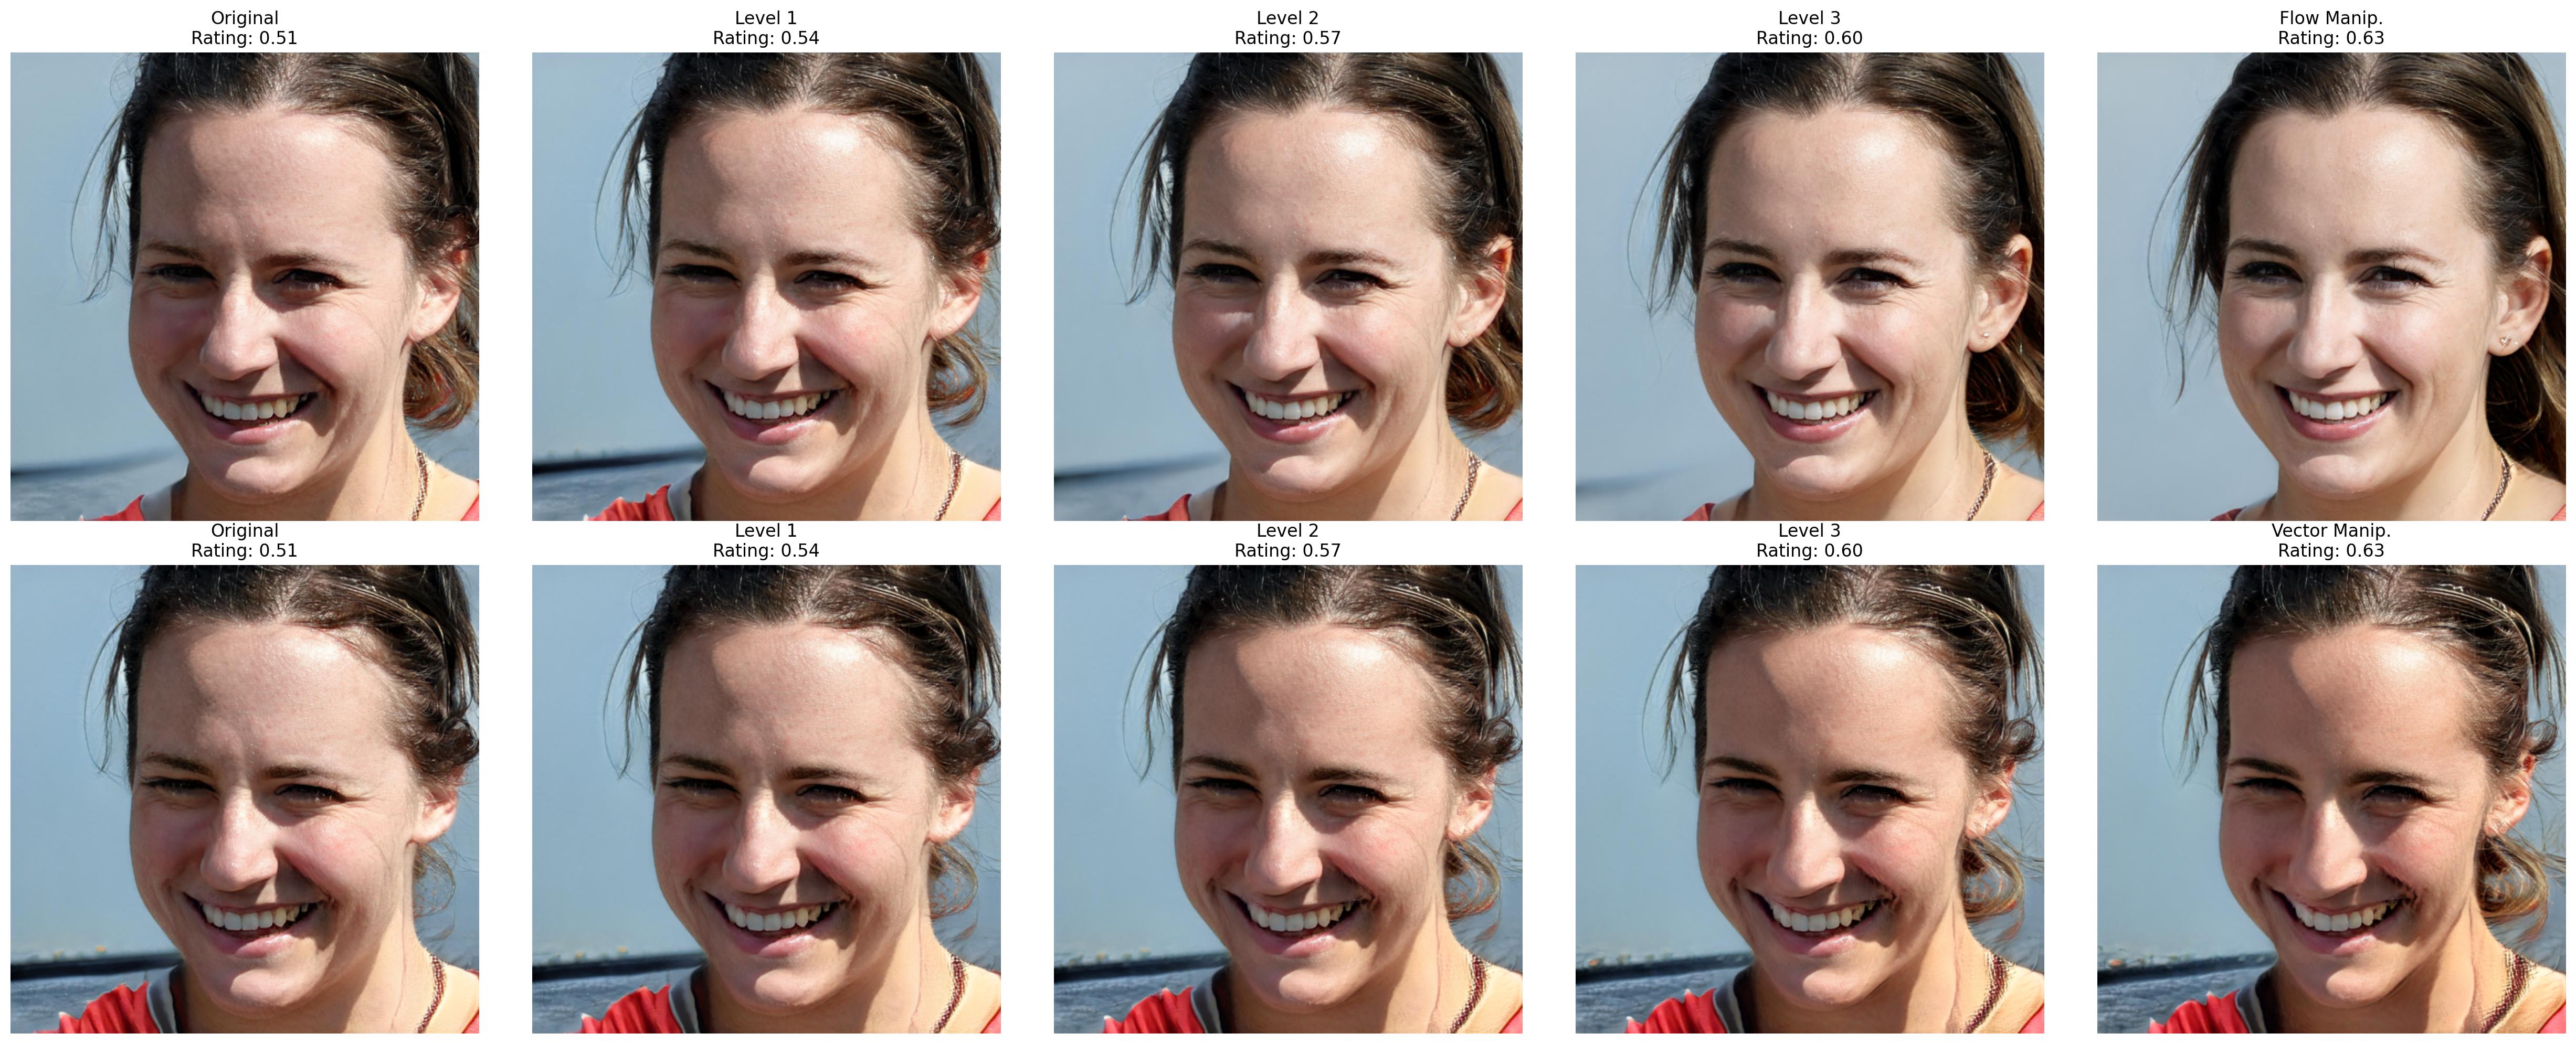 Original
Rating: 0.51
Level 1
Rating: 0.54
Level 2
Rating: 0.57
Level 3
Rating: 0.60
Flow Manip.
Rating: 0.63
Original
Rating: 0.51
Level 1
Rating: 0.54
Level 2
Rating: 0.57
Level 3
Rating: 0.60
Vector Manip.
Rating: 0.63